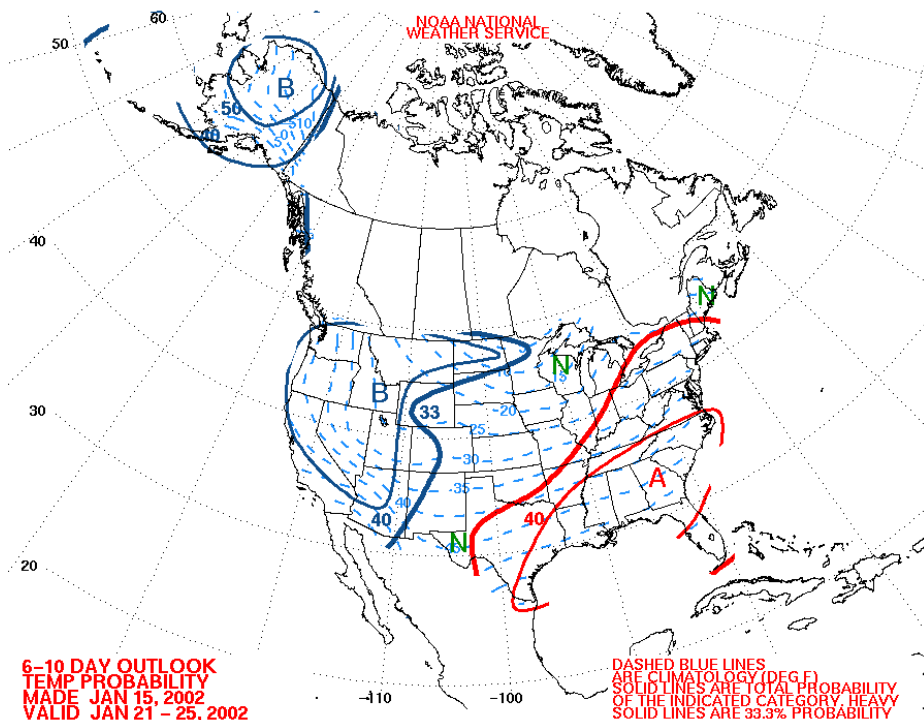 60
NOAA NATIONAL
WEATHER SERVICE
50
B
50
-510
-0
40
40
N
N
B
15
33
-20
25
-30
-35
40
30
40
40
A
N
20
-110
-100
6-10 DAY OUTLOOK
TEMP PROBABILITY
MADE JAN 15, 2002
VALID JAN 21 - 25, 2002
DASHED BLUE LINES
ARE CLIMATOLOGY (DEG F)
SOLID LINES ARE TOTAL PROBABILITY
OF THE INDICATED CATEGORY. HEAVY
SOLID LINES ARE 33.3% PROBABILITY